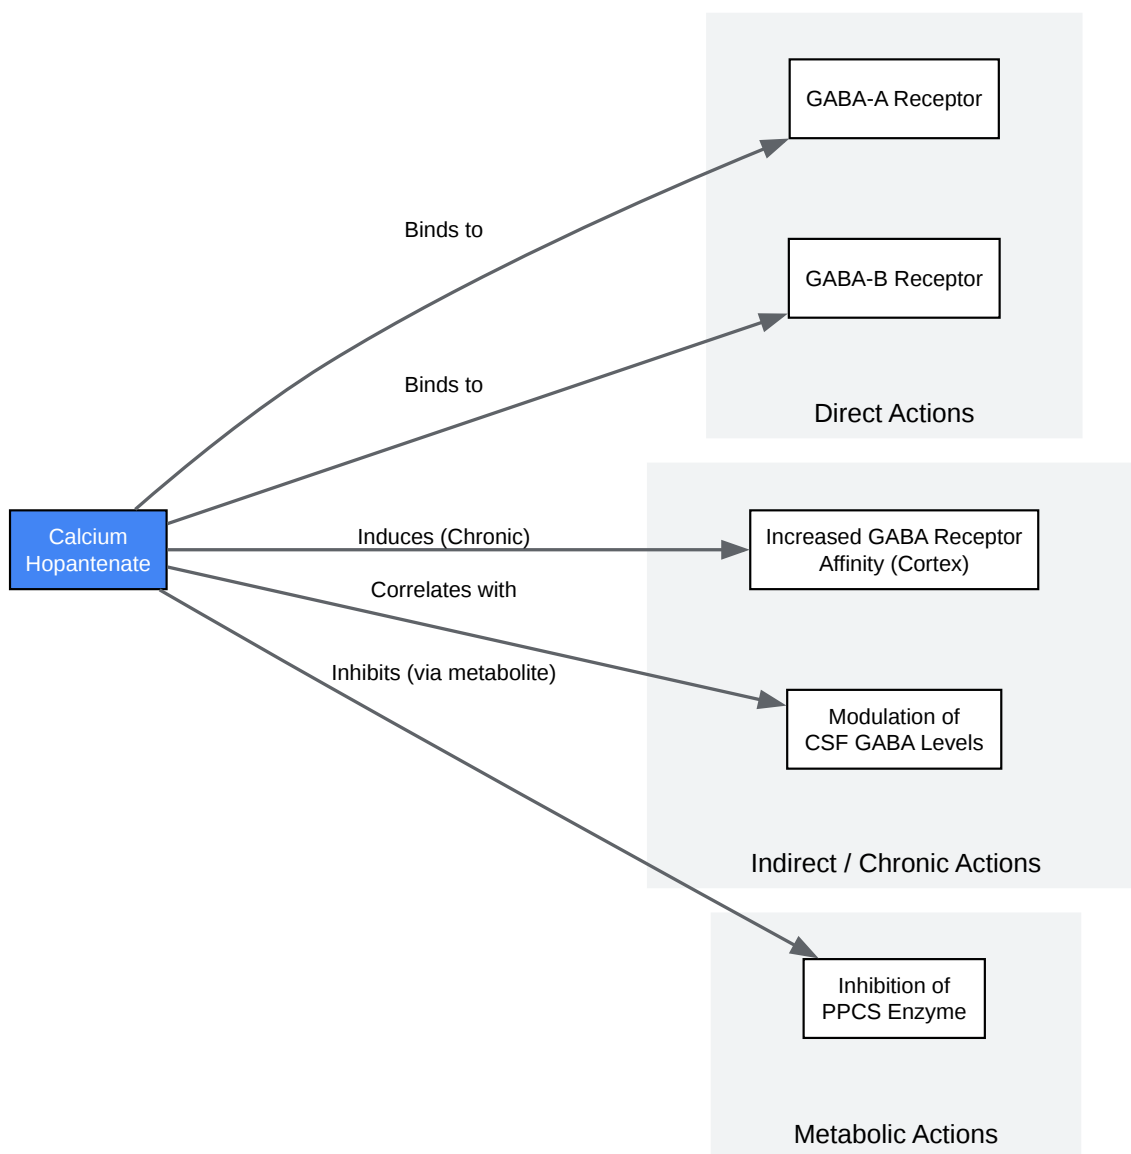 GABA-A Receptor
Binds to
GABA-B Receptor
Binds to
Direct Actions
Calcium
Hopantenate
Induces (Chronic)
Increased GABA Receptor
Affinity (Cortex)
Correlates with
Inhibits (via metabolite)
Modulation of
CSF GABA Levels
Indirect / Chronic Actions
Inhibition of
PPCS Enzyme
Metabolic Actions